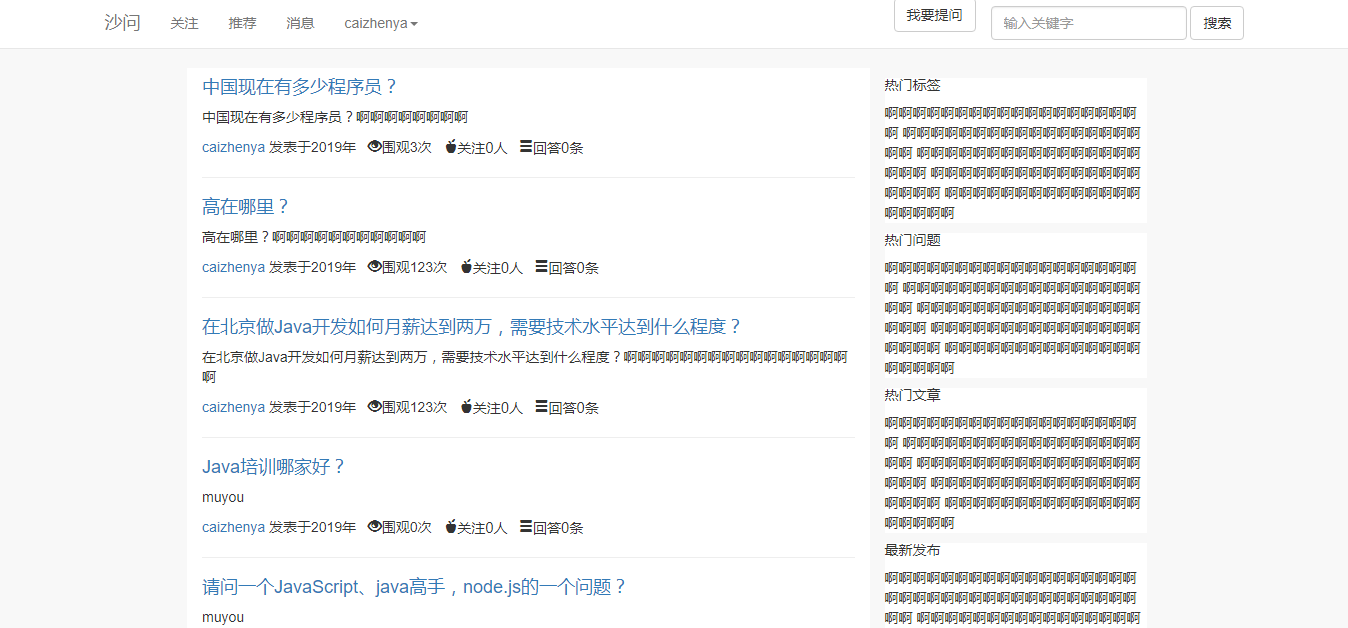 沙问 关注 推荐 消息 caizhenya 我要提问 输入关键字 搜索
中国现在有多少程序员？
中国现在有多少程序员？啊啊啊啊啊啊啊啊
caizhenya 发表于2019年 围观3次 关注0人 回答0条
高在哪里？
高在哪里？啊啊啊啊啊啊啊啊啊啊啊
caizhenya 发表于2019年 围观123次 关注0人 回答0条
在北京做Java开发如何月薪达到两万，需要技术水平达到什么程度？
在北京做Java开发如何月薪达到两万，需要技术水平达到什么程度？啊啊啊啊啊啊啊啊啊啊啊啊啊啊啊啊
啊
caizhenya 发表于2019年 围观123次 关注0人 回答0条
Java培训哪家好？
muyou
caizhenya 发表于2019年 围观0次 关注0人 回答0条
请问一个JavaScript、java高手，node.js的一个问题？
muyou
热门标签
啊啊啊啊啊啊啊啊啊啊啊啊啊啊啊啊啊啊
啊 啊啊啊啊啊啊啊啊啊啊啊啊啊啊啊啊啊
啊啊 啊啊啊啊啊啊啊啊啊啊啊啊啊啊啊啊
啊啊啊 啊啊啊啊啊啊啊啊啊啊啊啊啊啊啊
啊啊啊啊 啊啊啊啊啊啊啊啊啊啊啊啊啊啊
啊啊啊啊啊
热门问题
啊啊啊啊啊啊啊啊啊啊啊啊啊啊啊啊啊啊
啊 啊啊啊啊啊啊啊啊啊啊啊啊啊啊啊啊啊
啊啊 啊啊啊啊啊啊啊啊啊啊啊啊啊啊啊啊
啊啊啊 啊啊啊啊啊啊啊啊啊啊啊啊啊啊啊
啊啊啊啊 啊啊啊啊啊啊啊啊啊啊啊啊啊啊
啊啊啊啊啊
热门文章
啊啊啊啊啊啊啊啊啊啊啊啊啊啊啊啊啊啊
啊 啊啊啊啊啊啊啊啊啊啊啊啊啊啊啊啊啊
啊啊 啊啊啊啊啊啊啊啊啊啊啊啊啊啊啊啊
啊啊啊 啊啊啊啊啊啊啊啊啊啊啊啊啊啊啊
啊啊啊啊 啊啊啊啊啊啊啊啊啊啊啊啊啊啊
啊啊啊啊啊
最新发布
啊啊啊啊啊啊啊啊啊啊啊啊啊啊啊啊啊啊
啊啊啊啊啊啊啊啊啊啊啊啊啊啊啊啊啊啊
啊啊 啊啊啊啊啊啊啊啊啊啊啊啊啊啊啊啊